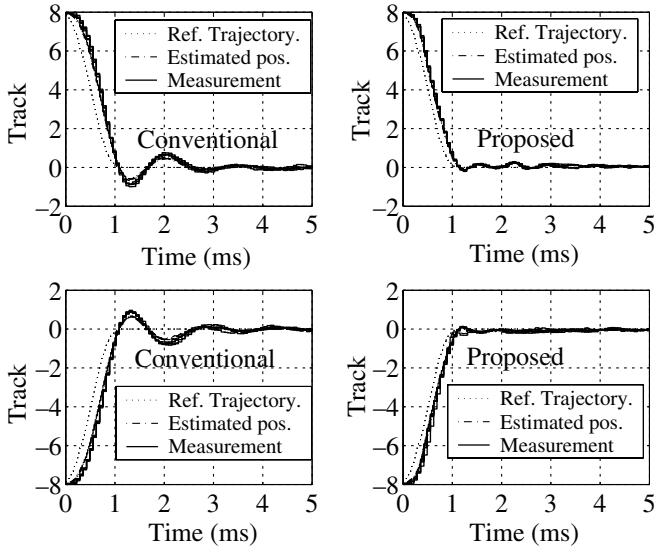 8
6
4
2
0
−2
Track
Ref. Trajectory.
Estimated pos.
Measurement
Conventional
0 1 2 3 4 5
Time (ms)
8
6
4
2
0
−2
Track
Ref. Trajectory.
Estimated pos.
Measurement
Proposed
0 1 2 3 4 5
Time (ms)
2
0
−2
−4
−6
−8
Track
Conventional
Ref. Trajectory.
Estimated pos.
Measurement
0 1 2 3 4 5
Time (ms)
2
0
−2
−4
−6
−8
Track
Proposed
Ref. Trajectory.
Estimated pos.
Measurement
0 1 2 3 4 5
Time (ms)